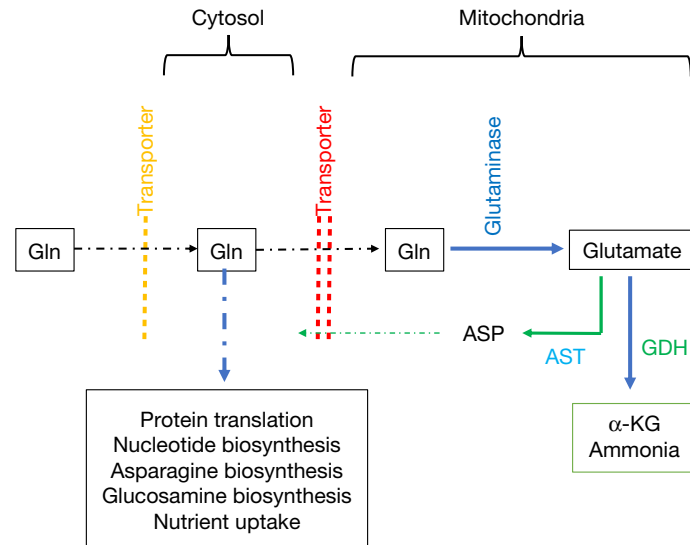 Cytosol
Mitochondria
Transporter
Transporter
Glutaminase
Gln
Gln
Gln
Glutamate
ASP
AST
GDH
Protein translation
Nucleotide biosynthesis
Asparagine biosynthesis
Glucosamine biosynthesis
Nutrient uptake
α-KG
Ammonia